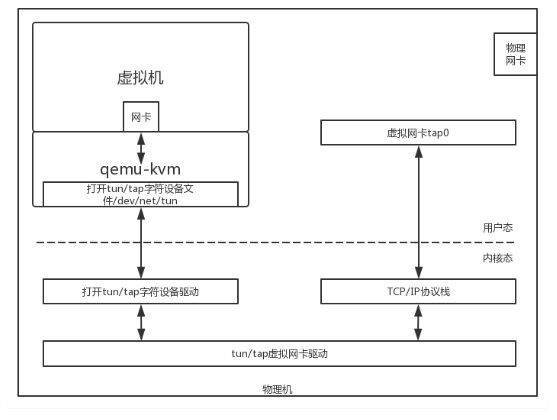 虚拟机
物理
网卡
网卡
虚拟网卡tap0
qemu-kvm
打开tun/tap字符设备文
件/dev/net/tun
用户态
内核态
打开tun/tap字符设备驱动
TCP/IP协议栈
tun/tap虚拟网卡驱动
物理机